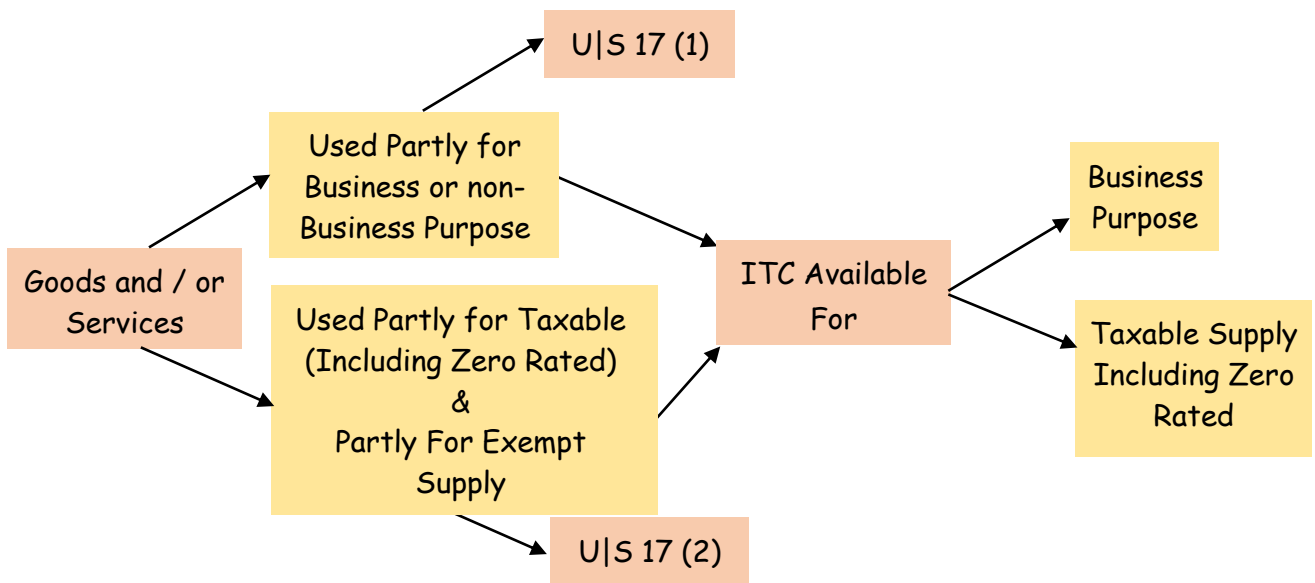 U|S 17 (1)
Used Partly for
Business or non-
Business Purpose
Goods and / or
Services
Used Partly for Taxable
(Including Zero Rated)
&
Partly For Exempt
Supply
U|S 17 (2)
ITC Available
For
Business
Purpose
Taxable Supply
Including Zero
Rated